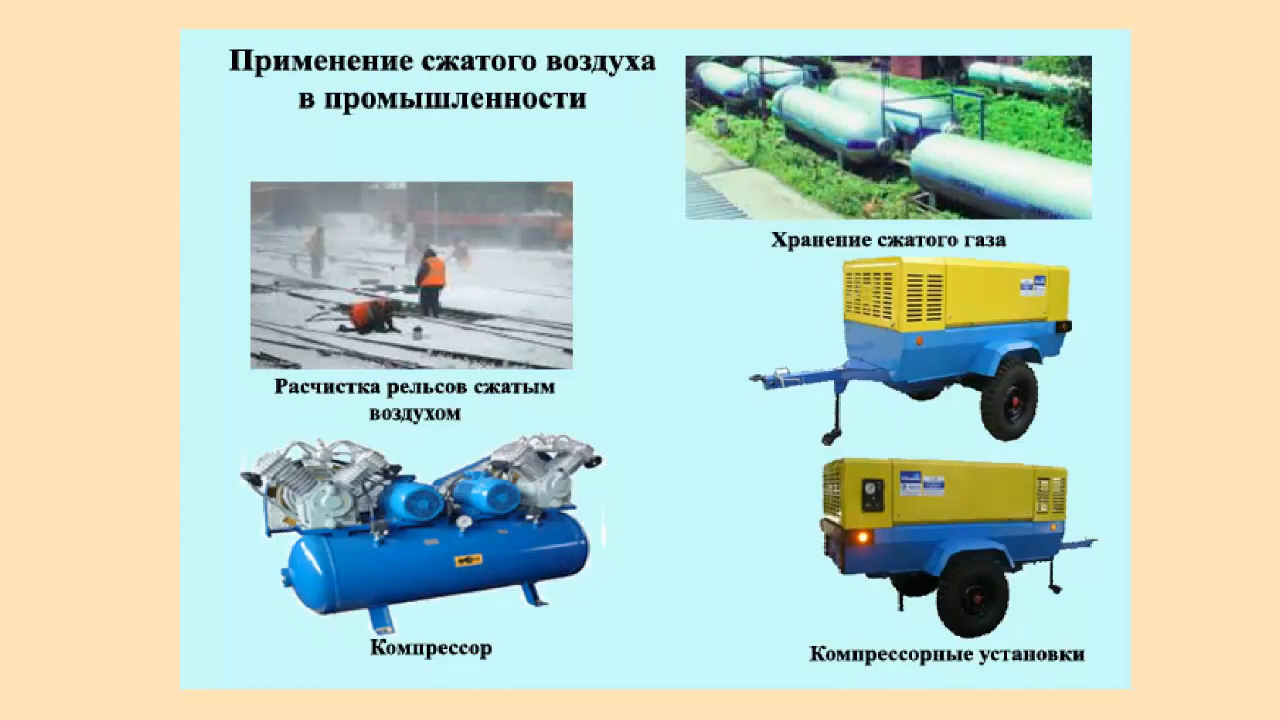 Применение сжатого воздуха
в промышленности
Хранение сжатого газа
Расчистка рельсов сжатым
воздухом
Компрессор
Компрессорные установки